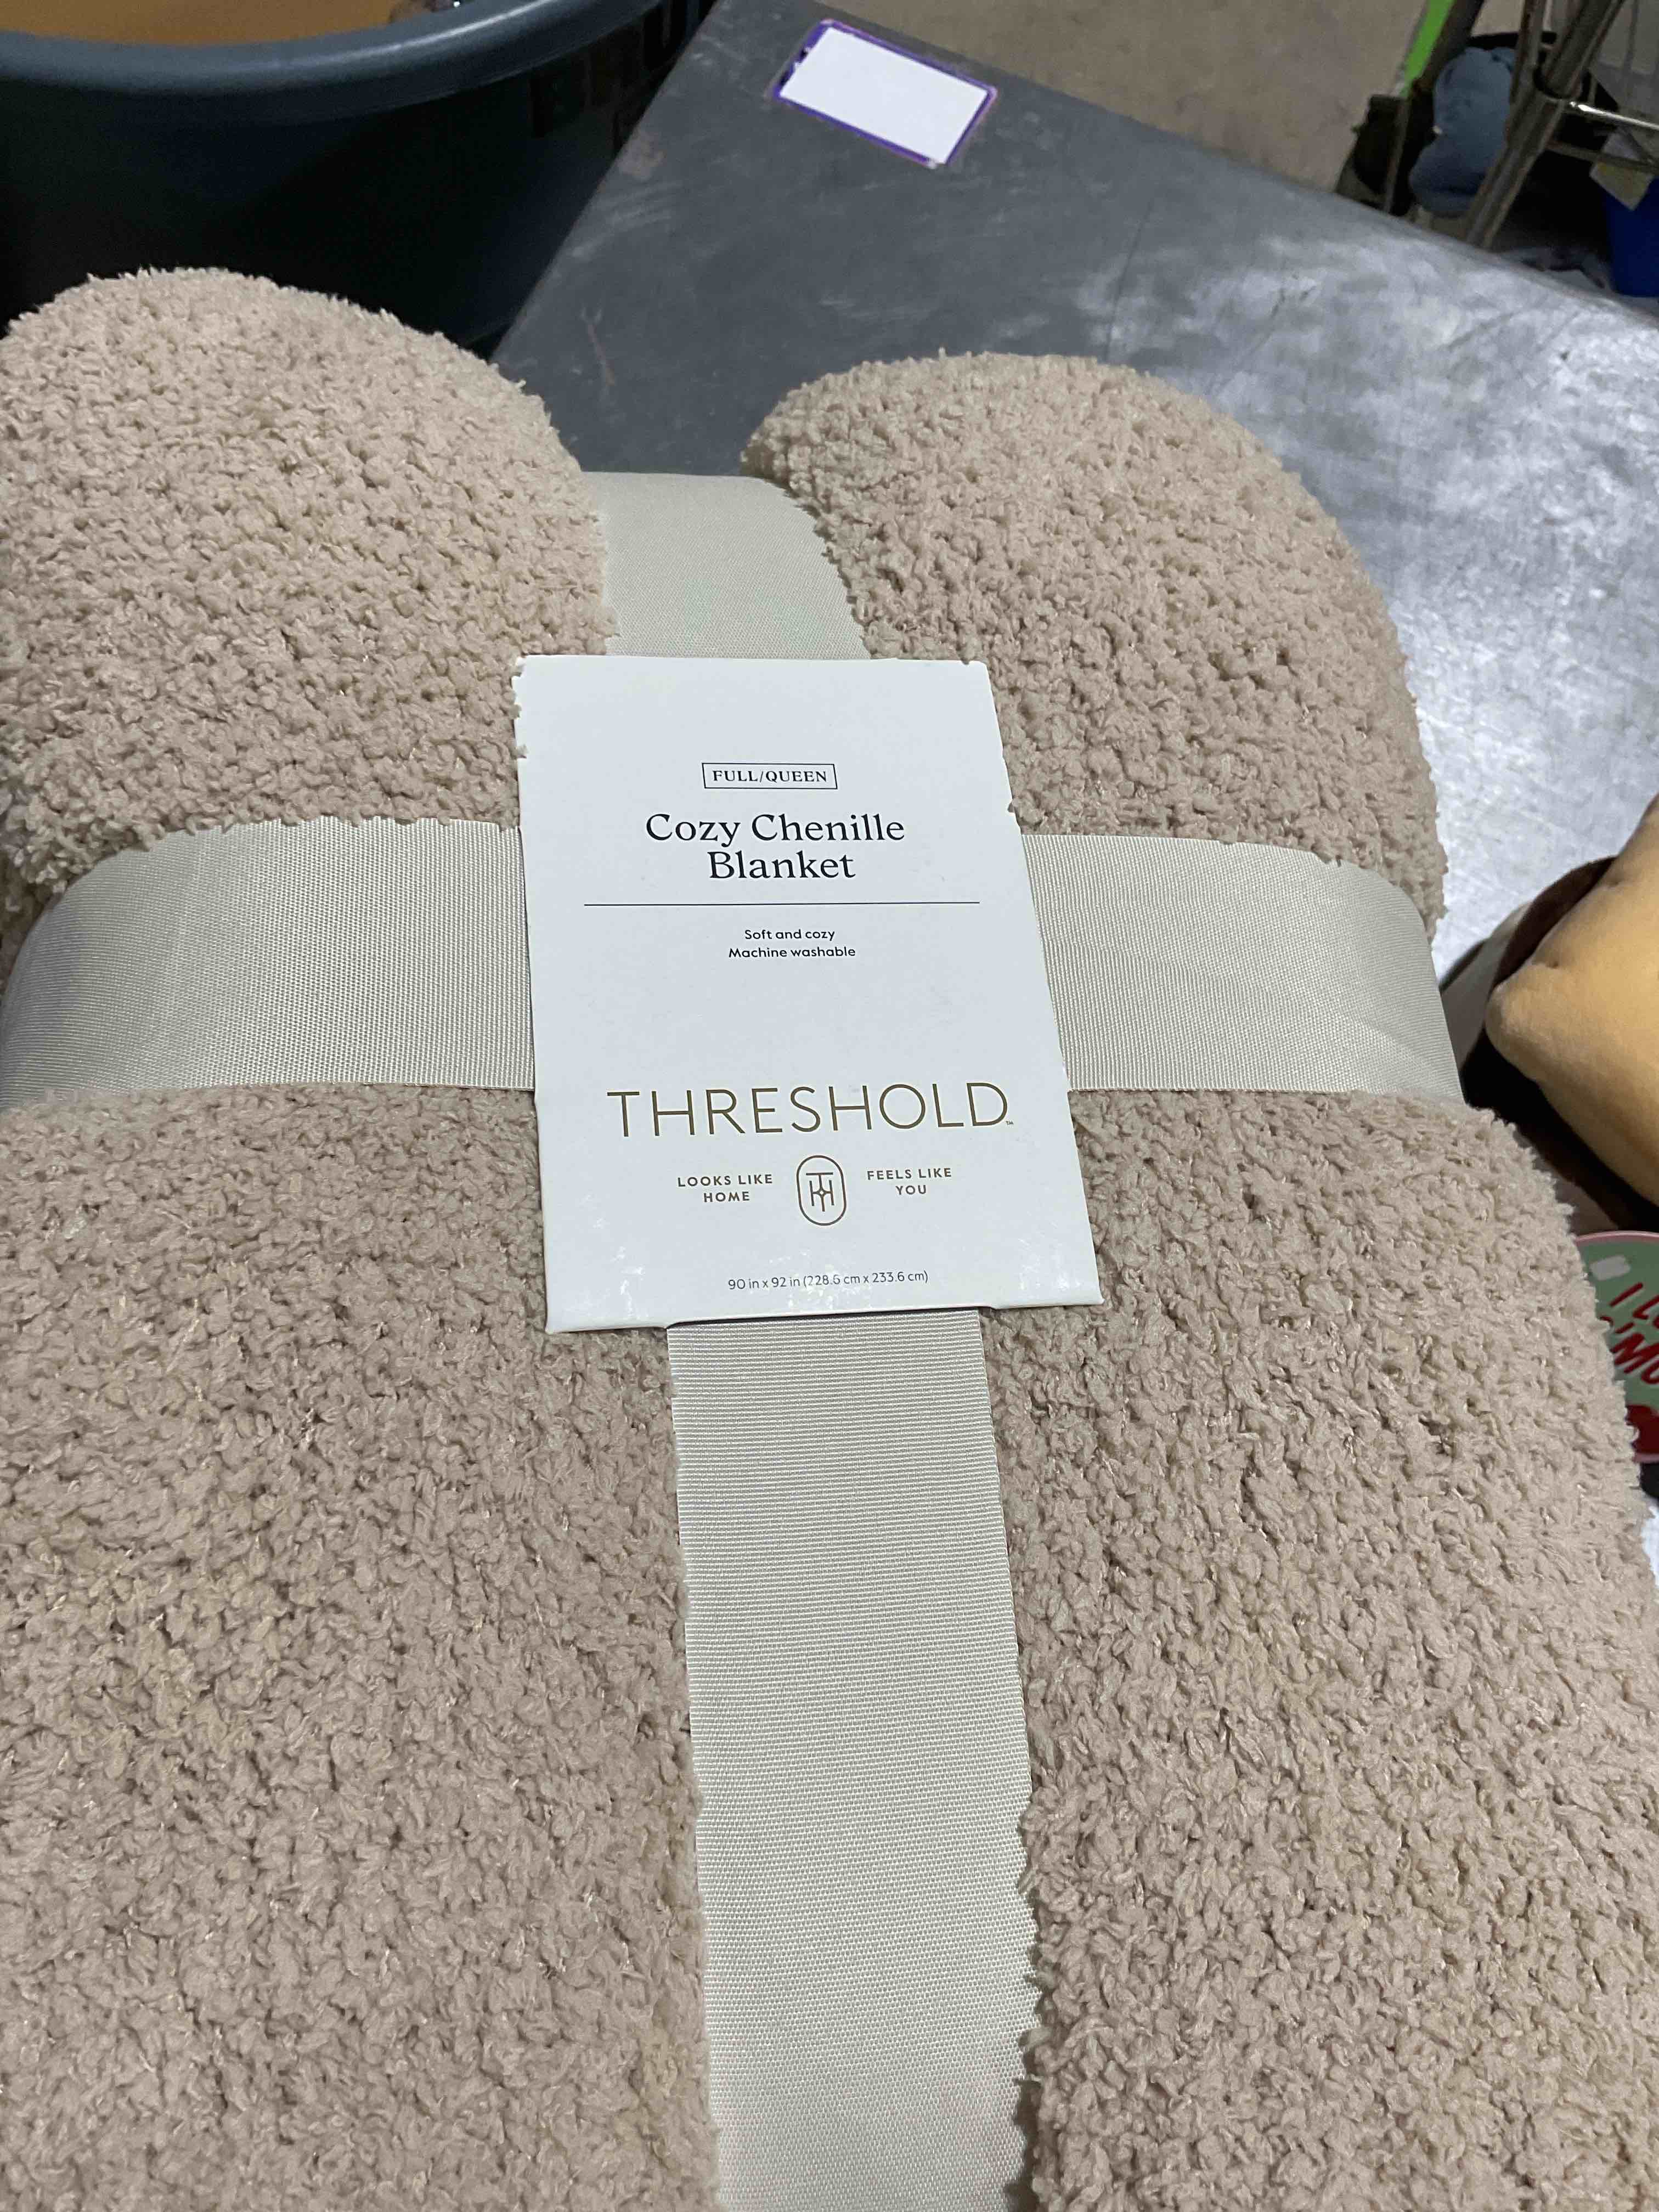 FULL/QUEEN
Cozy Chenille
Blanket
Soft and cozy
Machine washable
THRESHOLD™
LOOKS LIKE
HOME
FEELS LIKE
YOU
90 in x 92 in (228.6 cm x 233.6 cm)